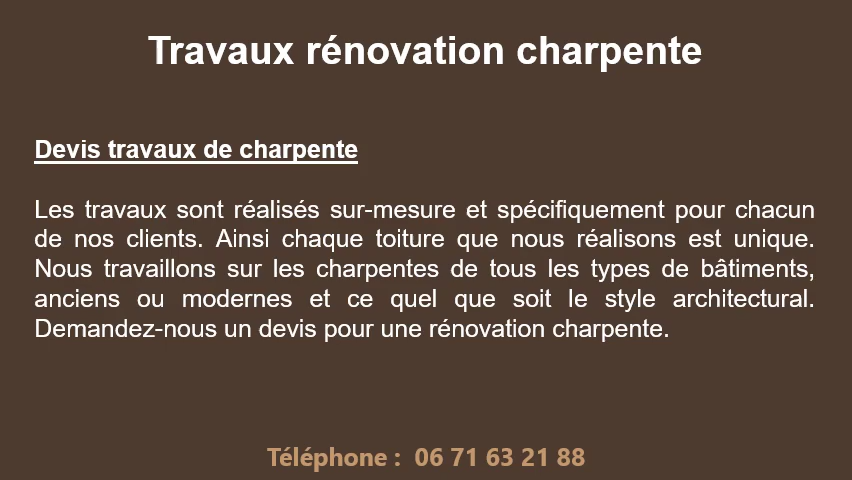 Travaux rénovation charpente
Devis travaux de charpente
Les travaux sont réalisés sur-mesure et spécifiquement pour chacun
de nos clients. Ainsi chaque toiture que nous réalisons est unique.
Nous travaillons sur les charpentes de tous les types de bâtiments,
anciens ou modernes et ce quel que soit le style architectural.
Demandez-nous un devis pour une rénovation charpente.
Téléphone : 06 71 63 21 88